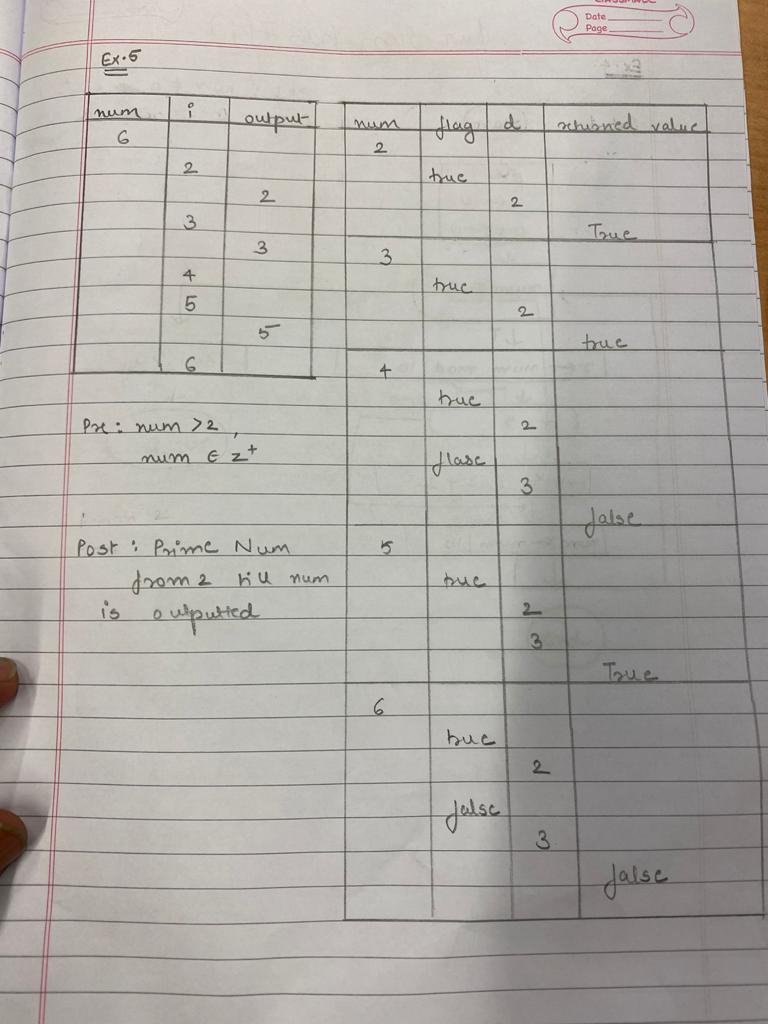 Date
Page
Ex. 5
num i output
6
2
2
3
3
4
5
5
6
Pre: num >2,
num ∈ z+
Post: Prime Num
from 2 till num
is outputted
num flag d returned value
2
true
2
True
3
true
2
true
4
true
2
flase
3
false
5
true
2
3
True
6
true
2
false
3
false